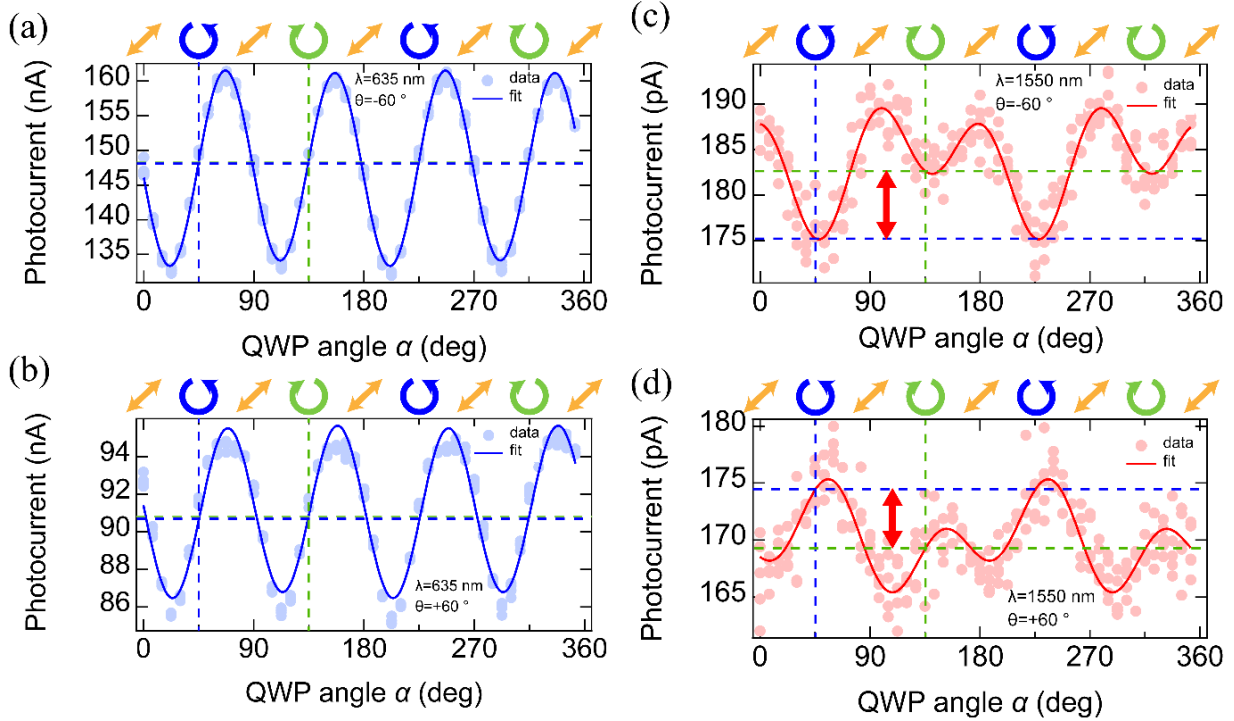 (a)
160
155
150
145
140
135
Photocurrent (nA)
λ=635 nm
θ=-60 °
data
fit
0 90 180 270 360
QWP angle α (deg)
(b)
94
92
90
88
86
Photocurrent (nA)
data
fit
λ=635 nm
θ=+60 °
0 90 180 270 360
QWP angle α (deg)
(c)
190
185
180
175
Photocurrent (pA)
λ=1550 nm
θ=-60 °
data
fit
0 90 180 270 360
QWP angle α (deg)
(d)
180
175
170
165
Photocurrent (pA)
data
fit
λ=1550 nm
θ=+60 °
0 90 180 270 360
QWP angle α (deg)